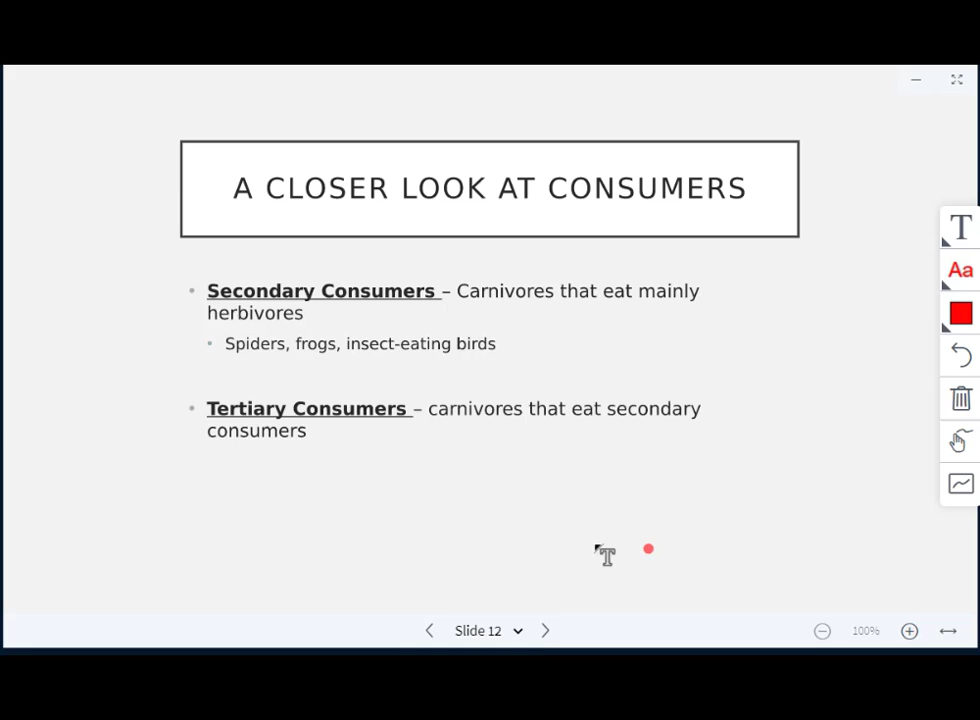 A CLOSER LOOK AT CONSUMERS
• Secondary Consumers – Carnivores that eat mainly
herbivores
• Spiders, frogs, insect-eating birds
• Tertiary Consumers – carnivores that eat secondary
consumers
T
Aa
Slide 12
100%